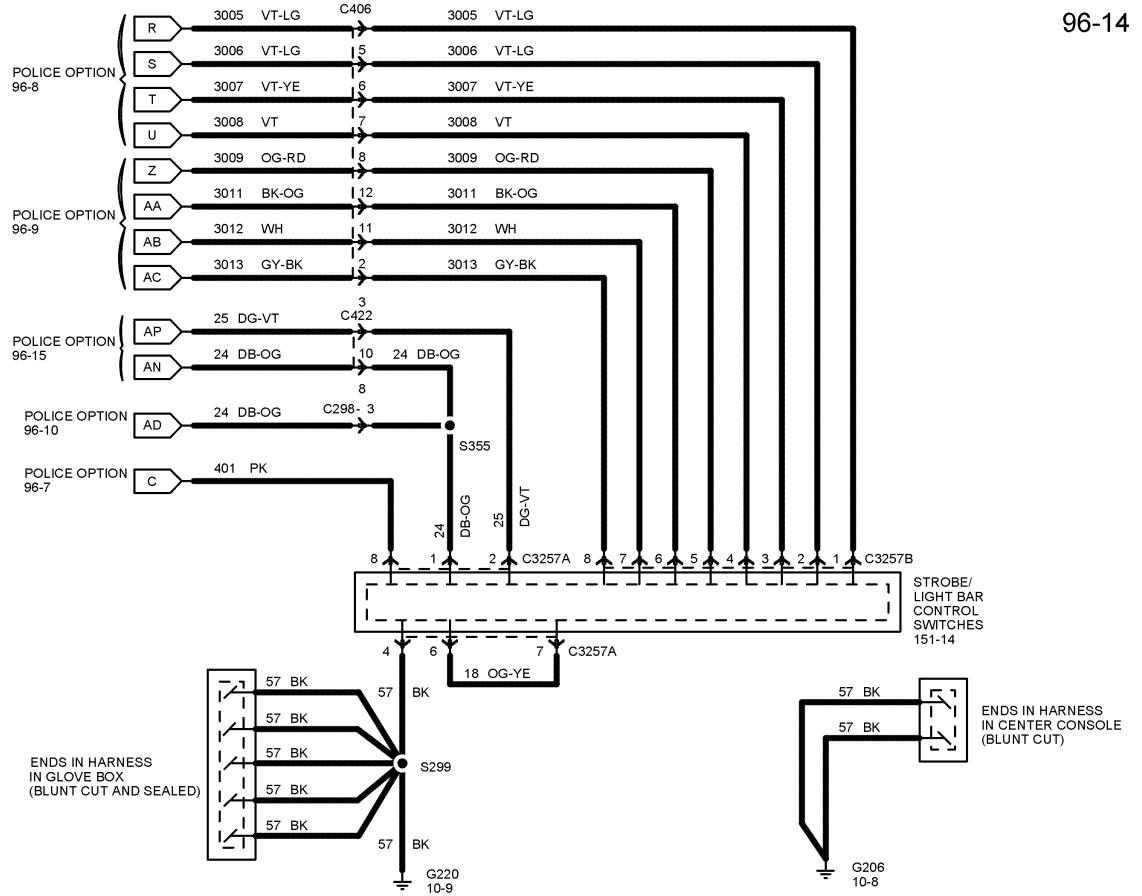 96-14
C406
R 3005 VT-LG 3005 VT-LG
S 3006 VT-LG 5 3006 VT-LG
POLICE OPTION
96-8
T 3007 VT-YE 6 3007 VT-YE
U 3008 VT 7 3008 VT
Z 3009 OG-RD 8 3009 OG-RD
AA 3011 BK-OG 12 3011 BK-OG
POLICE OPTION
96-9
AB 3012 WH 11 3012 WH
AC 3013 GY-BK 2 3013 GY-BK
3
C422
AP 25 DG-VT
POLICE OPTION
96-15
AN 24 DB-OG 10 24 DB-OG
8
POLICE OPTION
96-10
AD 24 DB-OG C298- 3
S355
POLICE OPTION
96-7
C 401 PK
24 DB-OG
25 DG-VT
8 1 2 C3257A 8 7 6 5 4 3 2 1 C3257B
STROBE/
LIGHT BAR
CONTROL
SWITCHES
151-14
4 6 7 C3257A
18 OG-YE
57 BK
57 BK
57 BK
57 BK
57 BK
57 BK
S299
57 BK
ENDS IN HARNESS
IN GLOVE BOX
(BLUNT CUT AND SEALED)
G220
10-9
57 BK
57 BK
ENDS IN HARNESS
IN CENTER CONSOLE
(BLUNT CUT)
G206
10-8